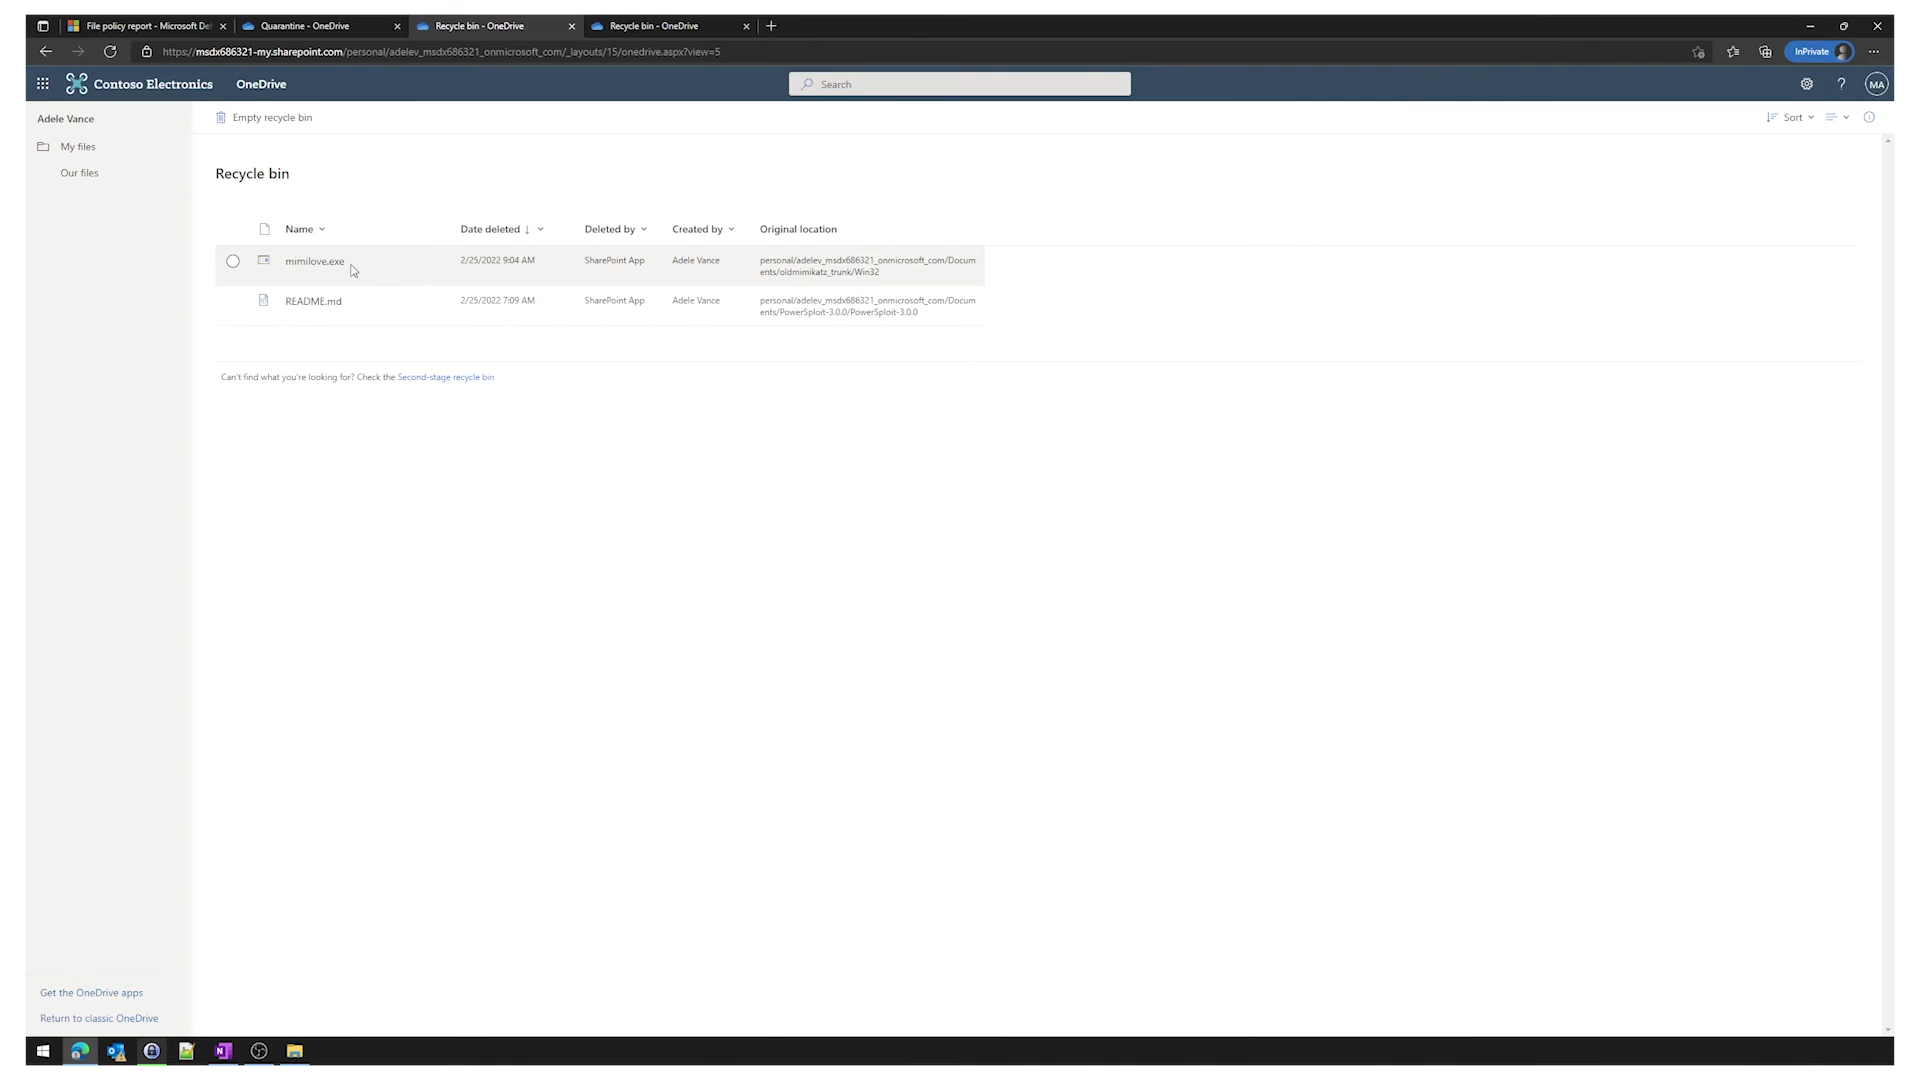 File policy report - Microsoft De
Quarantine - OneDrive
Recycle bin - OneDrive
Recycle bin - OneDrive
https://msdx686321-my.sharepoint.com/personal/adelev_msdx686321_onmicrosoft_com/_layouts/15/onedrive.aspx?view=5
InPrivate
Contoso Electronics
OneDrive
Search
?
MA
Adele Vance
Empty recycle bin
Sort
My files
Our files
Recycle bin
Name
Date deleted
Deleted by
Created by
Original location
mimilove.exe
2/25/2022 9:04 AM
SharePoint App
Adele Vance
personal/adelev_msdx686321_onmicrosoft_com/Docum
ents/oldmimikatz_trunk/Win32
README.md
2/25/2022 7:09 AM
SharePoint App
Adele Vance
personal/adelev_msdx686321_onmicrosoft_com/Docum
ents/PowerSploit-3.0.0/PowerSploit-3.0.0
Can't find what you're looking for? Check the Second-stage recycle bin
Get the OneDrive apps
Return to classic OneDrive